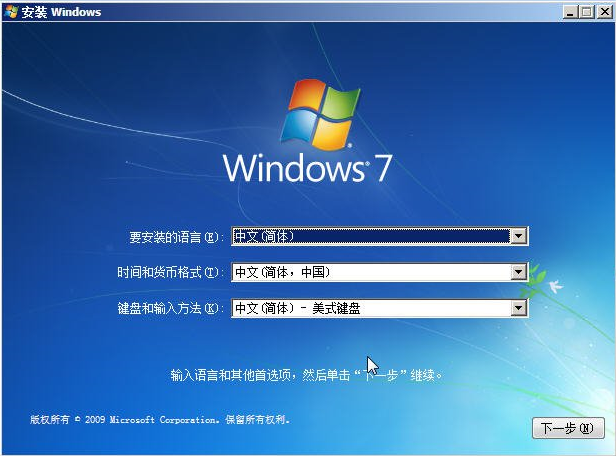 安装 Windows
Windows® 7
要安装的语言(E): 中文(简体)
时间和货币格式(T): 中文(简体，中国)
键盘和输入方法(K): 中文(简体) - 美式键盘
输入语言和其他首选项，然后单击“下一步”继续。
版权所有 © 2009 Microsoft Corporation。保留所有权利。
下一步(N)